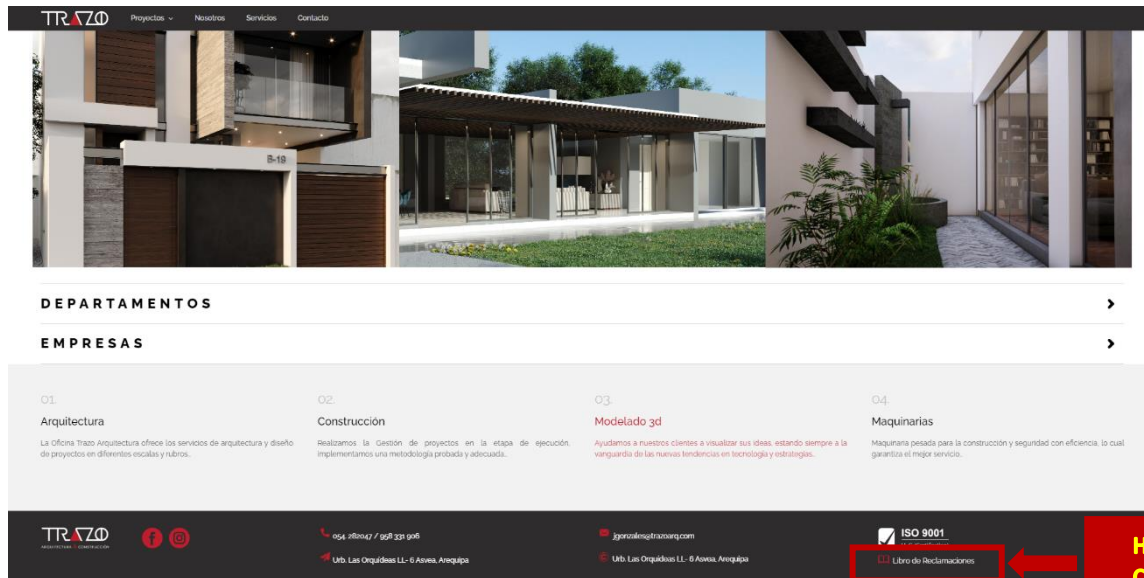 TRAZO Proyectos Nosotros Servicios Contacto
B-19
DEPARTAMENTOS
EMPRESAS
01.
Arquitectura
La Oficina Trazo Arquitectura ofrece los servicios de arquitectura y diseño
de proyectos en diferentes escalas y rubros..
02.
Construcción
Realizamos la Gestión de proyectos en la etapa de ejecución,
implementamos una metodología probada y adecuada..
03.
Modelado 3d
Ayudamos a nuestros clientes a visualizar sus ideas, estando siempre a la
vanguardia de las nuevas tendencias en tecnología y estrategias..
04.
Maquinarias
Maquinaria pesada para la construcción y seguridad con eficiencia, lo cual
garantiza el mejor servicio..
TRAZO
ARQUITECTURA & CONSTRUCCIÓN
054 282047 / 958 331 906
Urb. Las Orquídeas LL- 6 Asvea, Arequipa
jgonzales@trazoarq.com
Urb. Las Orquídeas LL- 6 Asvea, Arequipa
ISO 9001
Libro de Reclamaciones